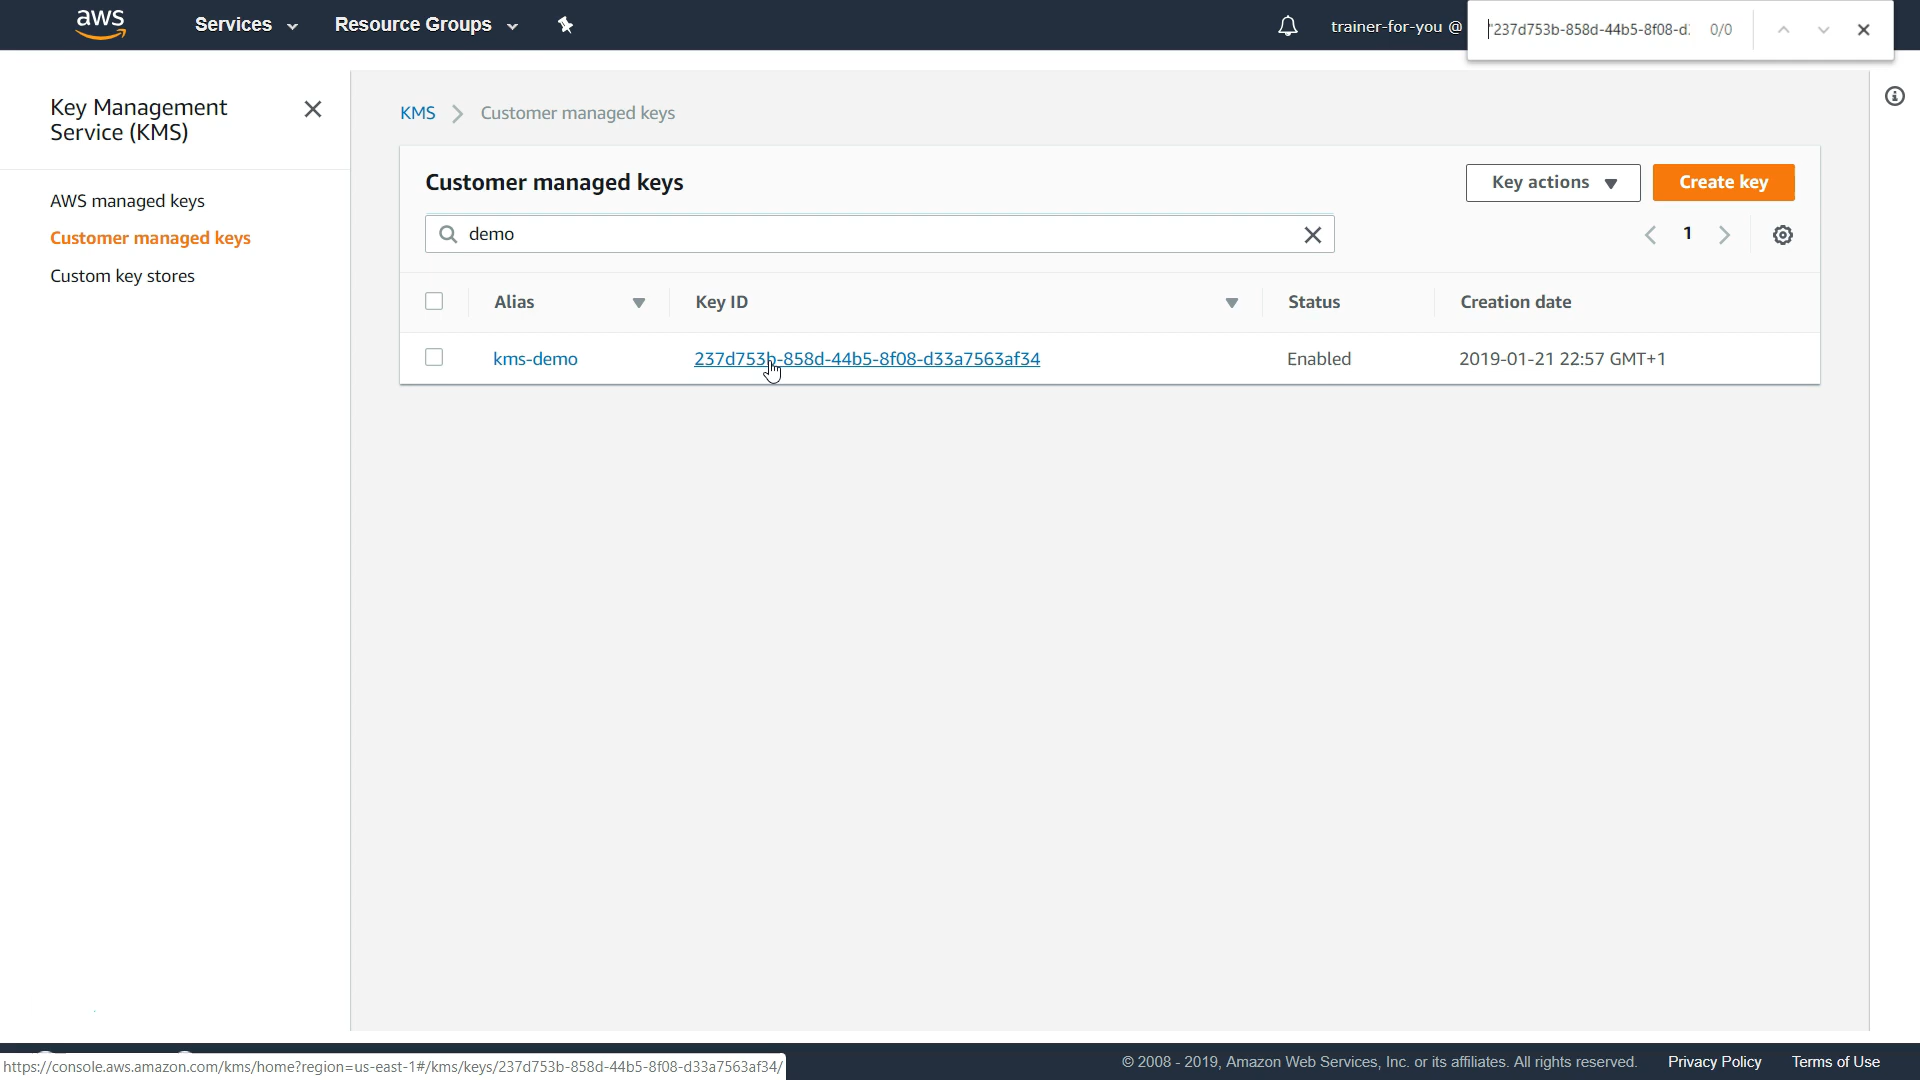 aws
Services
Resource Groups
trainer-for-you @
"237d753b-858d-44b5-8f08-d: 0/0
Key Management
Service (KMS)
AWS managed keys
Customer managed keys
Custom key stores
KMS > Customer managed keys
Customer managed keys
Key actions
Create key
demo
1
Alias
Key ID
Status
Creation date
kms-demo
237d753b-858d-44b5-8f08-d33a7563af34
Enabled
2019-01-21 22:57 GMT+1
https://console.aws.amazon.com/kms/home?region=us-east-1#/kms/keys/237d753b-858d-44b5-8f08-d33a7563af34/
© 2008 - 2019, Amazon Web Services, Inc. or its affiliates. All rights reserved.
Privacy Policy
Terms of Use